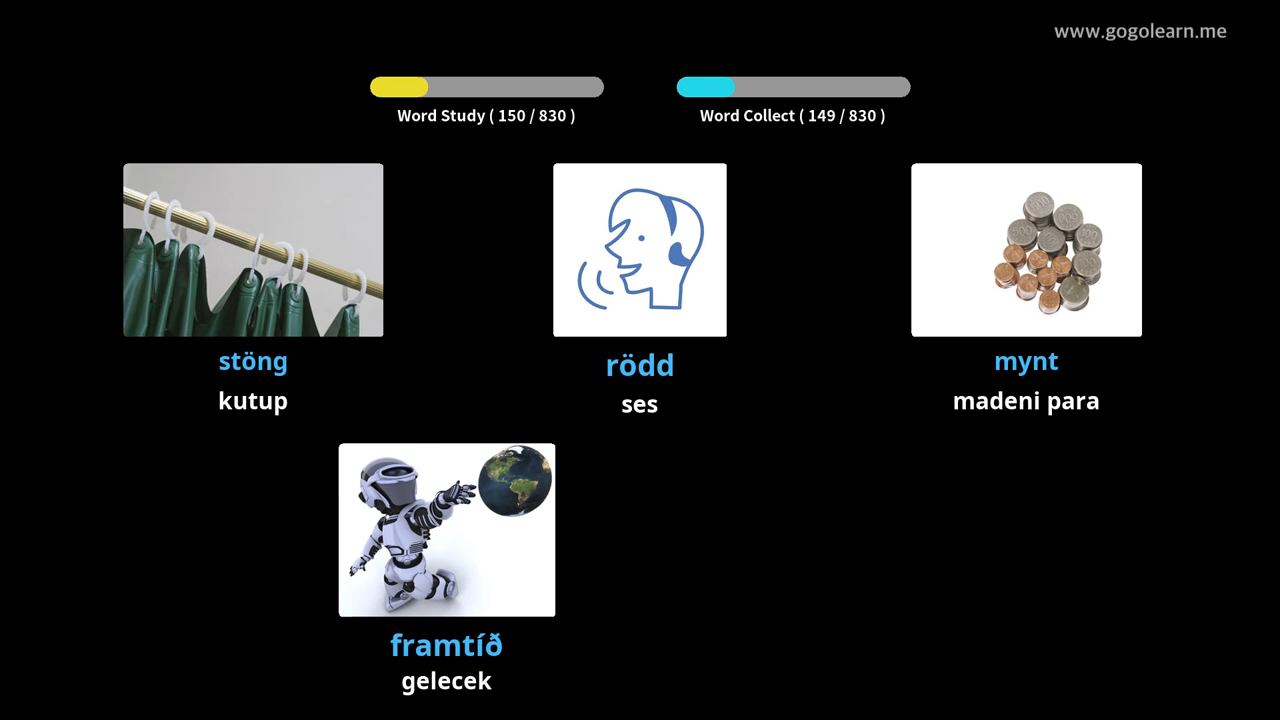 www.gogolearn.me
Word Study ( 150 / 830 )
Word Collect ( 149 / 830 )
stöng
kutup
rödd
ses
mynt
madeni para
framtíð
gelecek